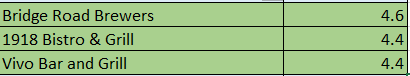 Bridge Road Brewers 4.6
1918 Bistro & Grill 4.4
Vivo Bar and Grill 4.4